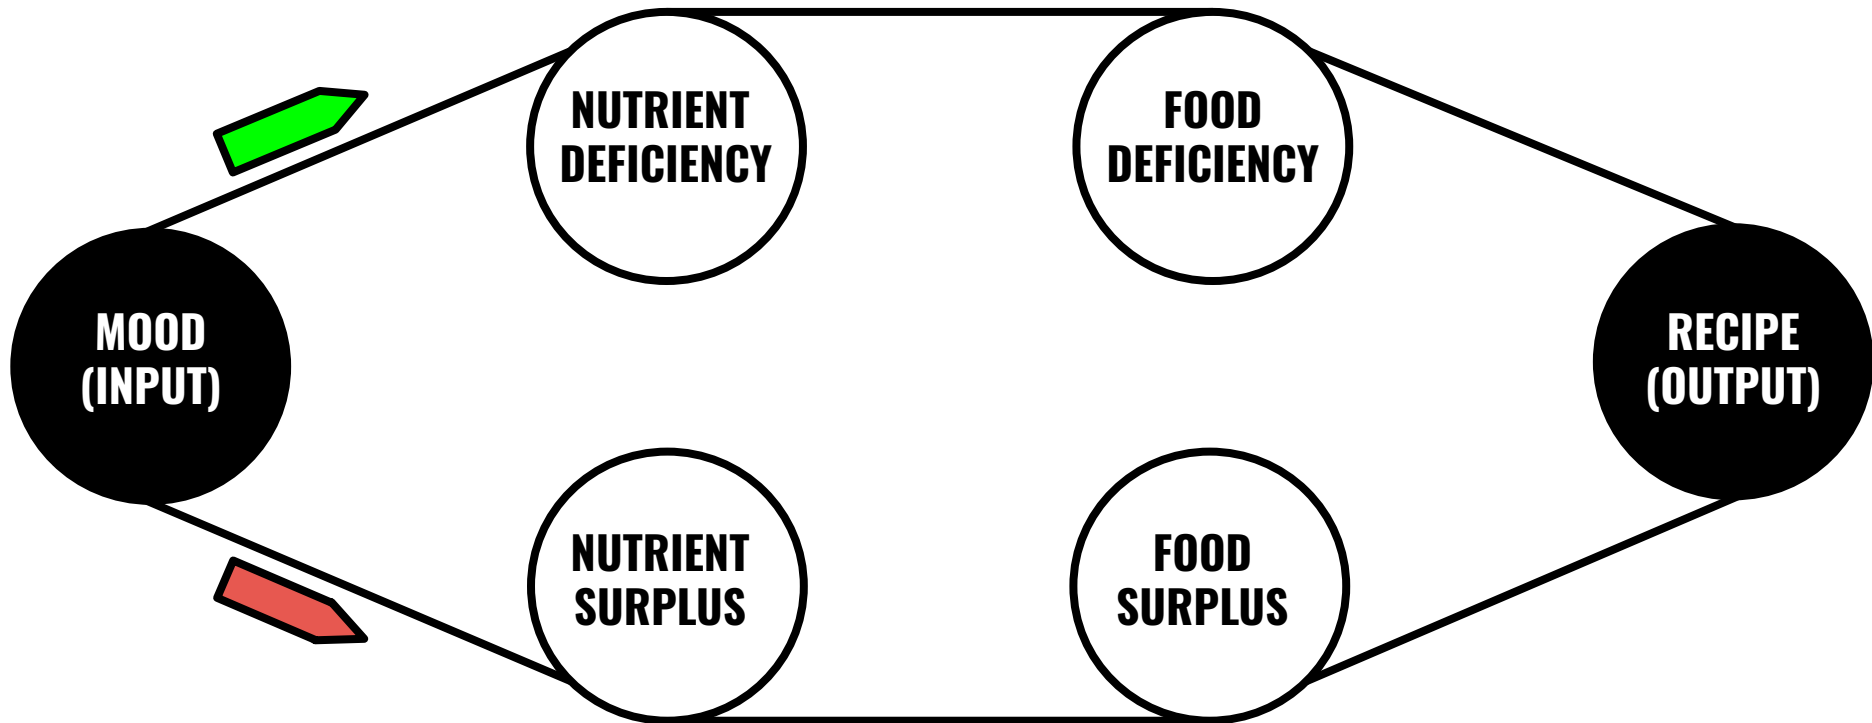 NUTRIENT
DEFICIENCY
FOOD
DEFICIENCY
MOOD
(INPUT)
RECIPE
(OUTPUT)
NUTRIENT
SURPLUS
FOOD
SURPLUS